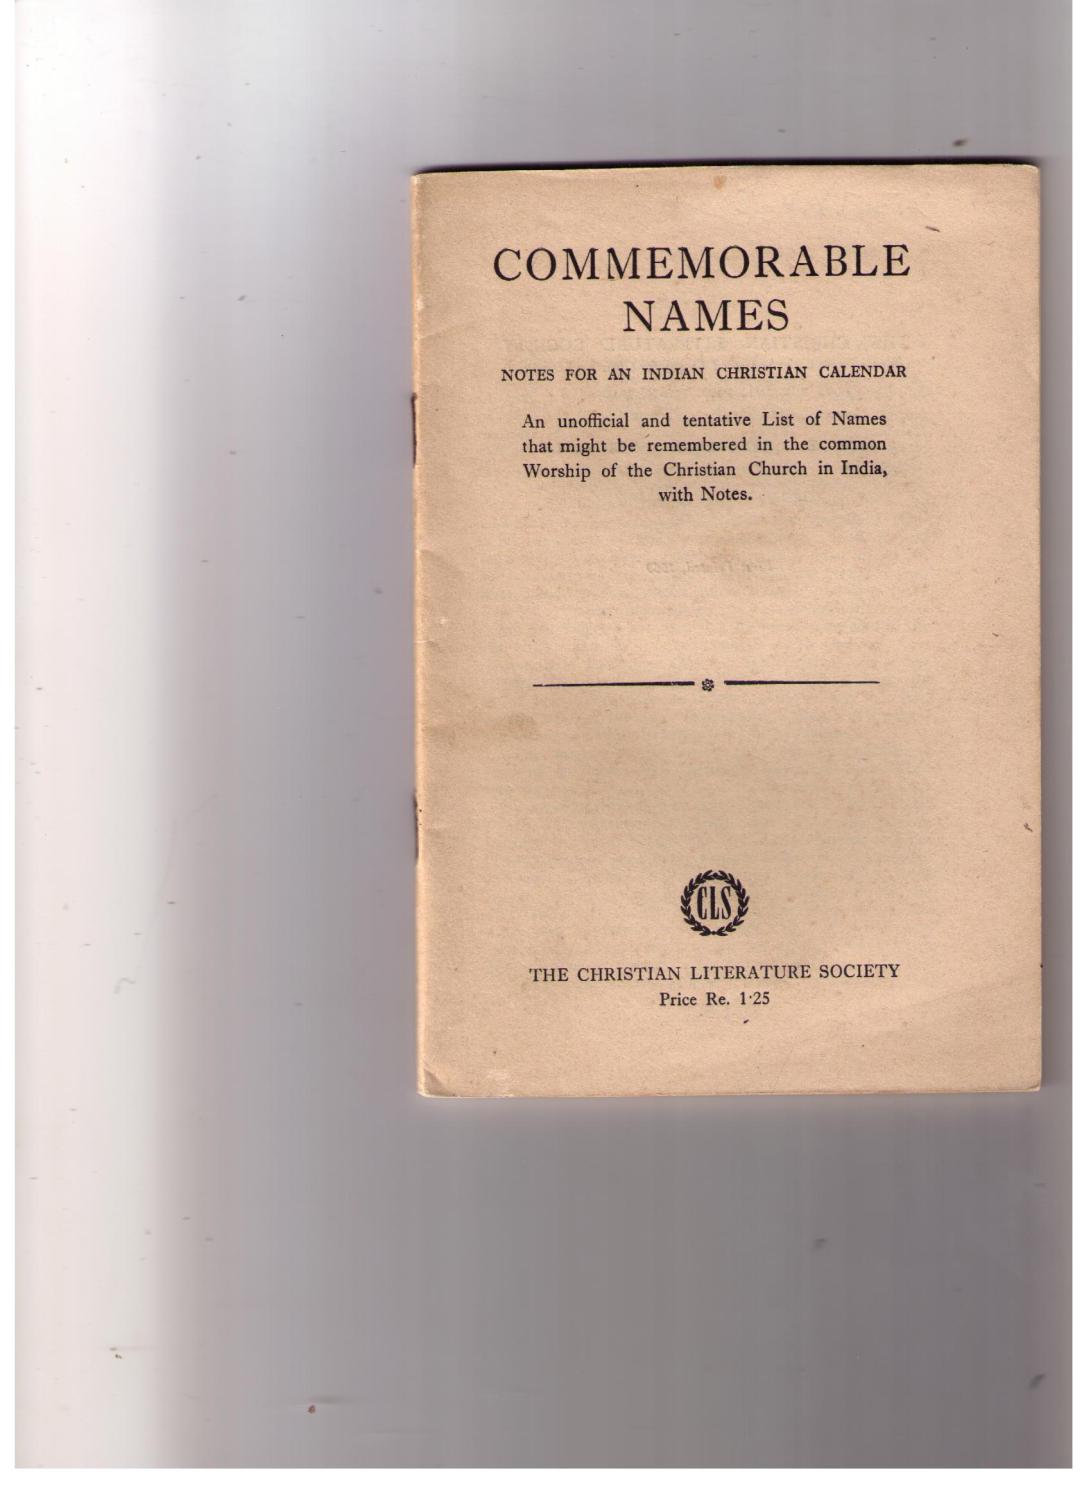 COMMEMORABLE
NAMES
NOTES FOR AN INDIAN CHRISTIAN CALENDAR
An unofficial and tentative List of Names
that might be remembered in the common
Worship of the Christian Church in India,
with Notes.
CLS
THE CHRISTIAN LITERATURE SOCIETY
Price Re. 1·25